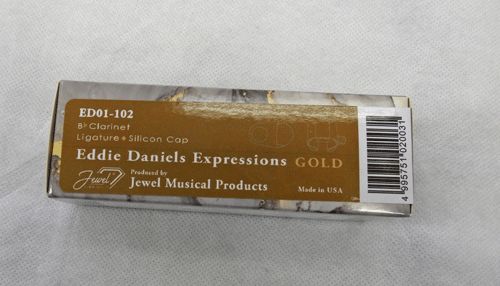 ED01-102
B♭ Clarinet
Ligature + Silicon Cap
Eddie Daniels Expressions GOLD
Jewel
Produced by
Jewel Musical Products
Made in USA
4 995751 020031